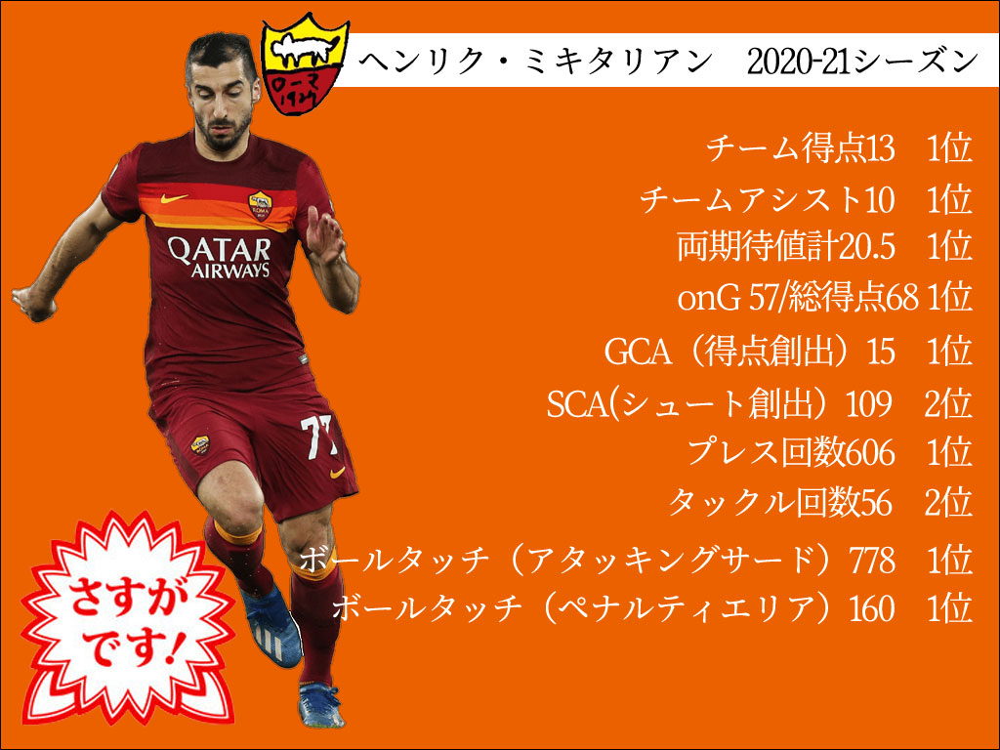 ローマ
1927
ヘンリク・ミキタリアン　2020-21シーズン
チーム得点13　1位
チームアシスト10　1位
両期待値計20.5　1位
onG 57/総得点68 1位
GCA（得点創出）15　1位
SCA(シュート創出）109　2位
プレス回数606　1位
タックル回数56　2位
ボールタッチ（アタッキングサード）778　1位
ボールタッチ（ペナルティエリア）160　1位
ROMA
QATAR
AIRWAYS
77
さすが
です!